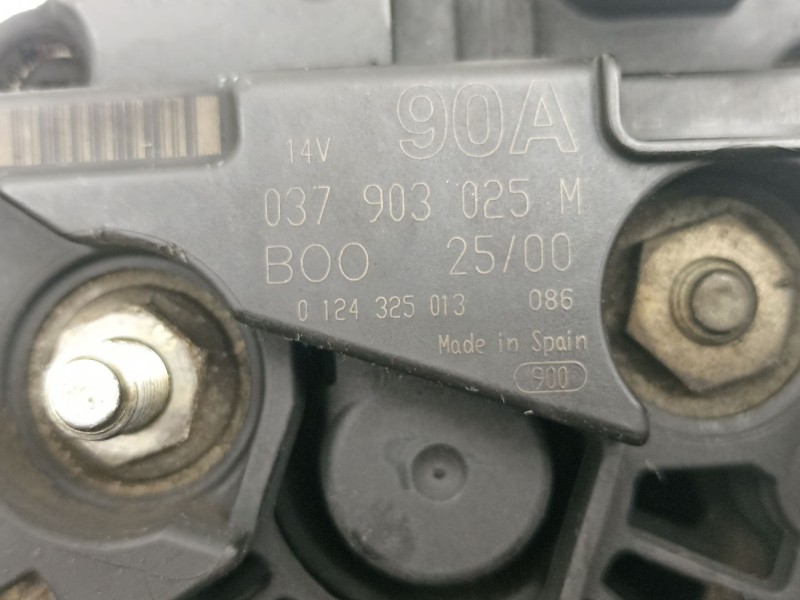 90A
14V
037 903 025 M
BOO 25/00
0 124 325 013 086
Made in Spain
900